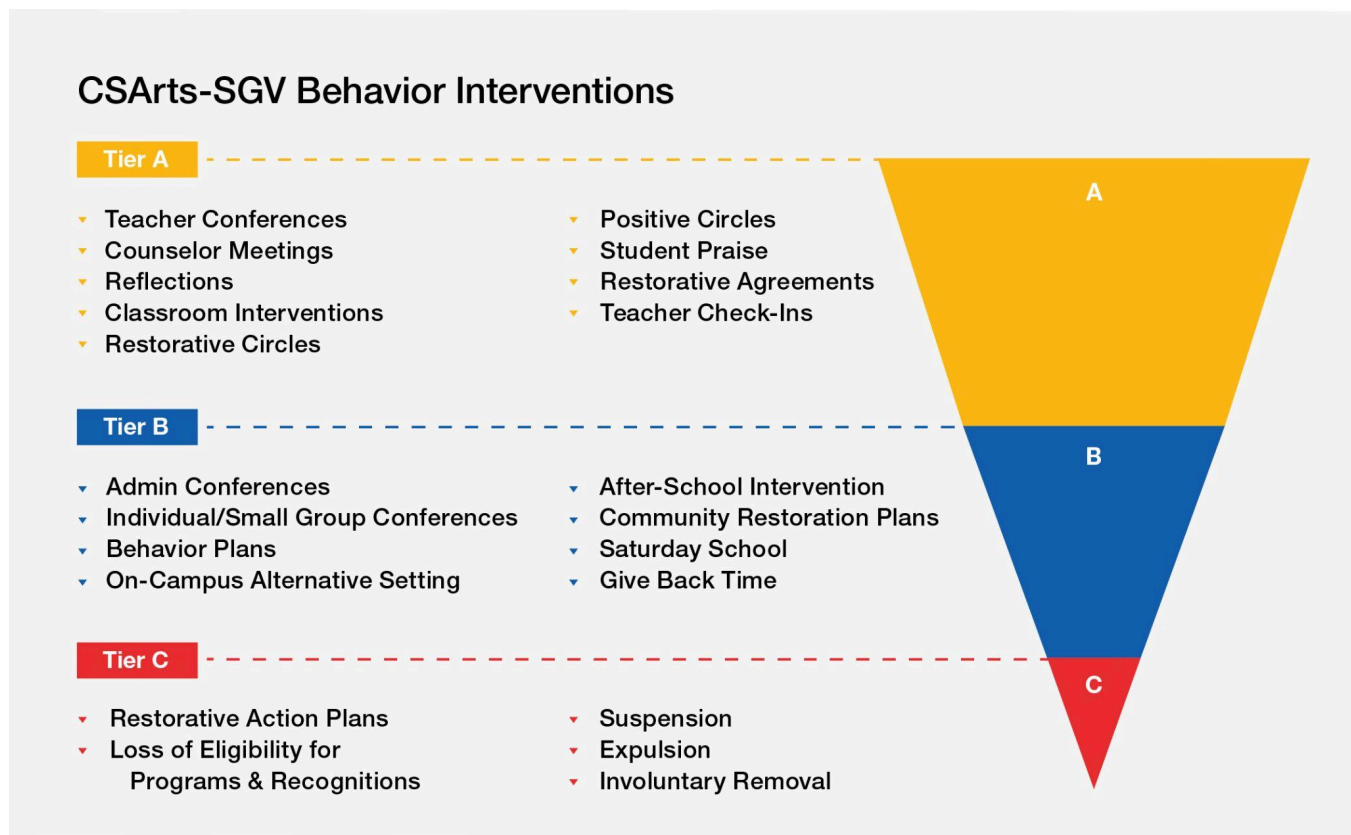 CSArts-SGV Behavior Interventions
Tier A
Teacher Conferences
Counselor Meetings
Reflections
Classroom Interventions
Restorative Circles
Positive Circles
Student Praise
Restorative Agreements
Teacher Check-Ins
A
Tier B
Admin Conferences
Individual/Small Group Conferences
Behavior Plans
On-Campus Alternative Setting
After-School Intervention
Community Restoration Plans
Saturday School
Give Back Time
B
Tier C
Restorative Action Plans
Loss of Eligibility for
Programs & Recognitions
Suspension
Expulsion
Involuntary Removal
C